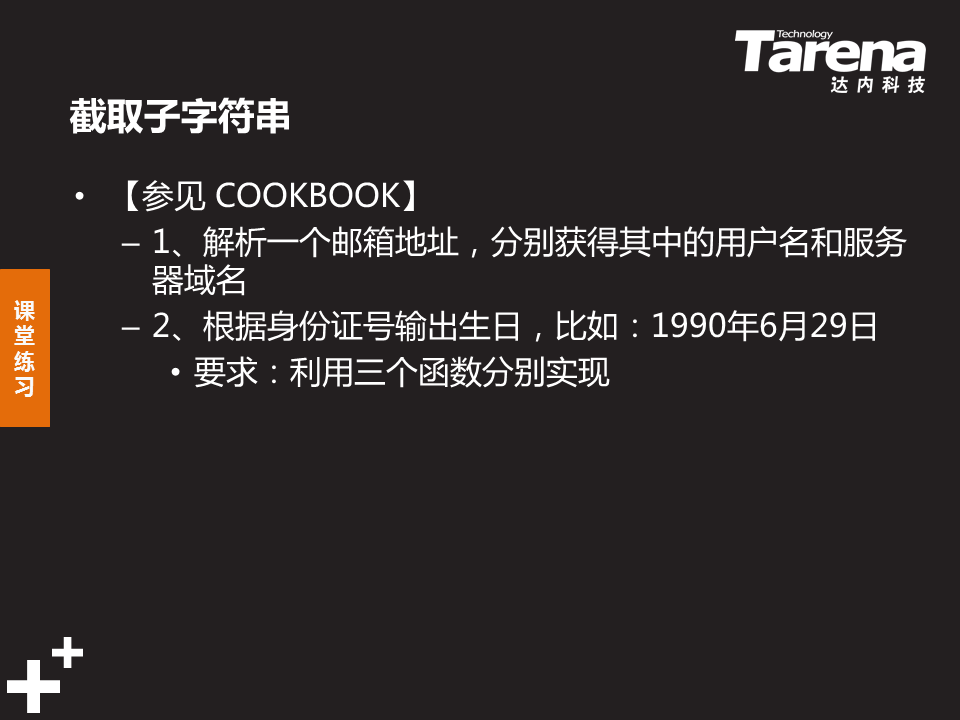 Technology
Tarena
达内科技
截取子字符串
• 【参见 COOKBOOK】
– 1、解析一个邮箱地址，分别获得其中的用户名和服务
器域名
– 2、根据身份证号输出生日，比如：1990年6月29日
• 要求：利用三个函数分别实现
课
堂
练
习